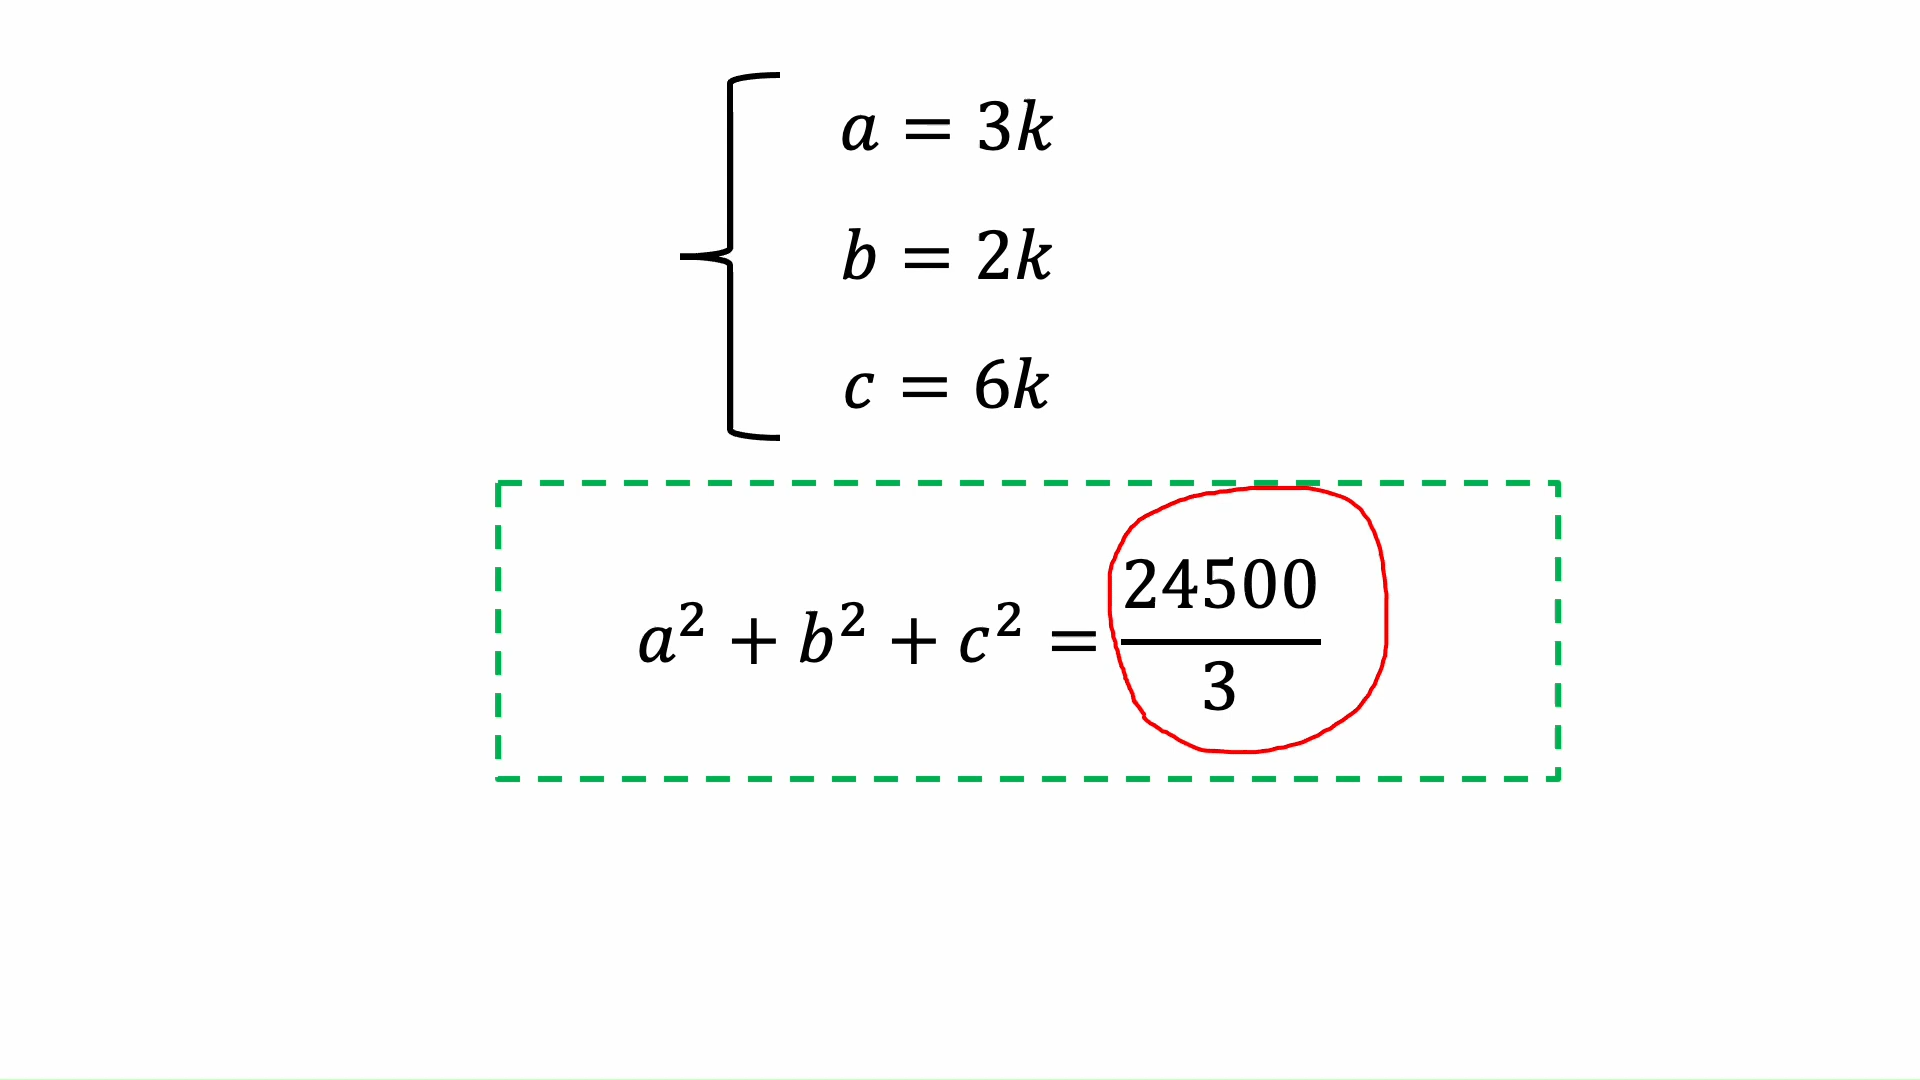 a = 3k
b = 2k
c = 6k
a² + b² + c² = 24500/3